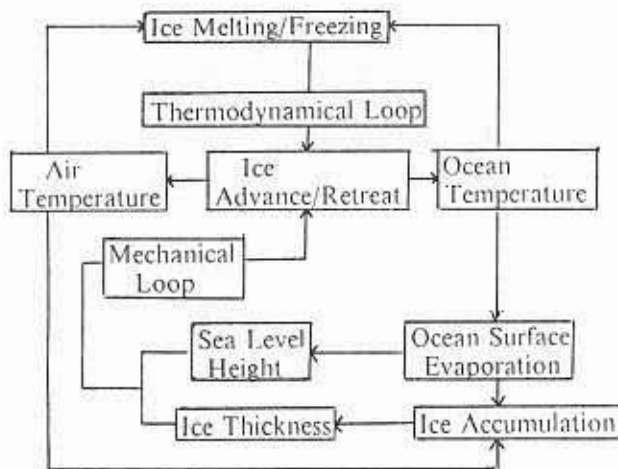 Ice Melting/Freezing
Thermodynamical Loop
Air
Temperature
Ice
Advance/Retreat
Ocean
Temperature
Mechanical
Loop
Sea Level
Height
Ocean Surface
Evaporation
Ice Thickness
Ice Accumulation